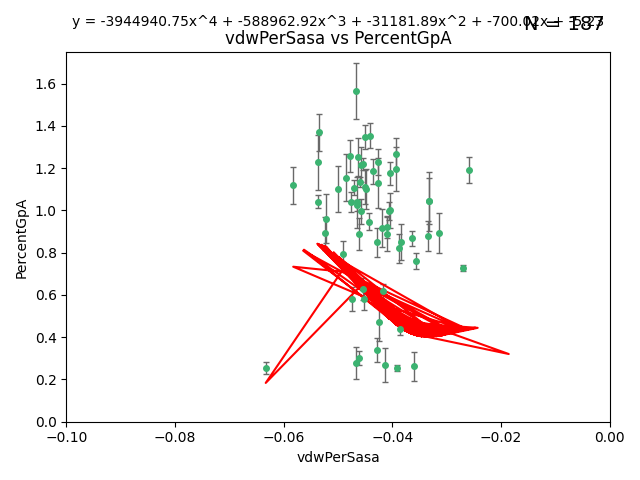 y = -3944940.75x^4 + -588962.92x^3 + -31181.89x^2 + -700.02x + -5.23
N = 187
vdwPerSasa vs PercentGpA
1.6
1.4
1.2
1.0
0.8
0.6
0.4
0.2
0.0
PercentGpA
−0.10 −0.08 −0.06 −0.04 −0.02 0.00
vdwPerSasa